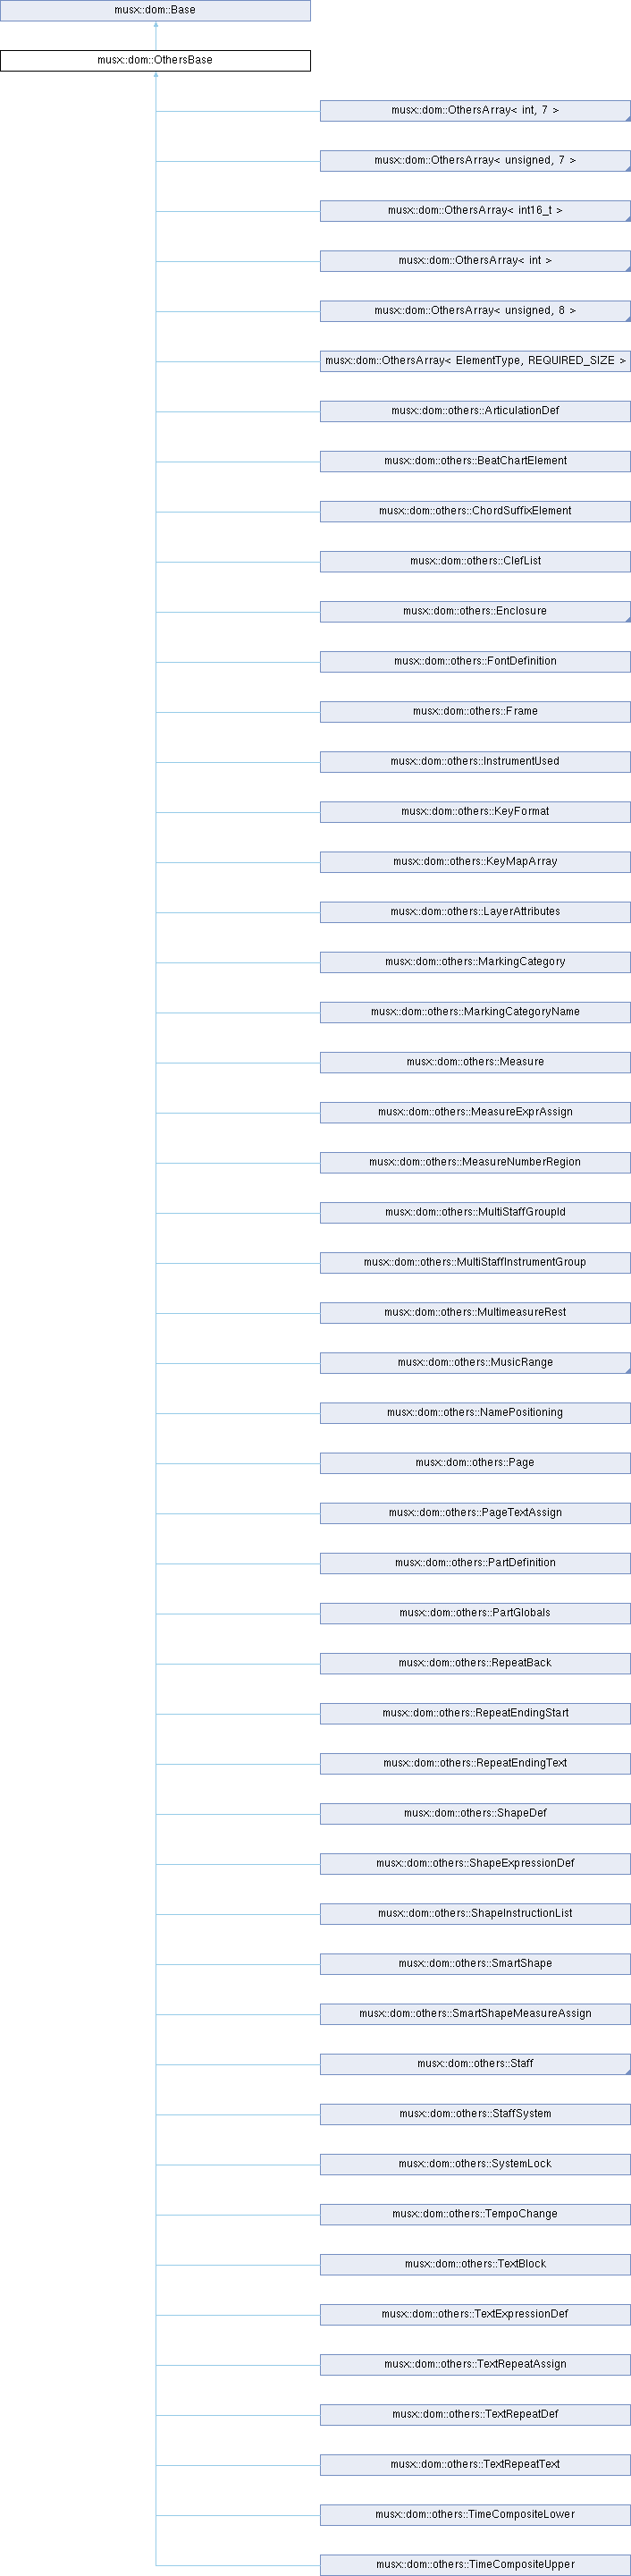 musx::dom::Base
musx::dom::OthersBase
musx::dom::OthersArray< int, 7 >
musx::dom::OthersArray< unsigned, 7 >
musx::dom::OthersArray< int16_t >
musx::dom::OthersArray< int >
musx::dom::OthersArray< unsigned, 8 >
musx::dom::OthersArray< ElementType, REQUIRED_SIZE >
musx::dom::others::ArticulationDef
musx::dom::others::BeatChartElement
musx::dom::others::ChordSuffixElement
musx::dom::others::ClefList
musx::dom::others::Enclosure
musx::dom::others::FontDefinition
musx::dom::others::Frame
musx::dom::others::InstrumentUsed
musx::dom::others::KeyFormat
musx::dom::others::KeyMapArray
musx::dom::others::LayerAttributes
musx::dom::others::MarkingCategory
musx::dom::others::MarkingCategoryName
musx::dom::others::Measure
musx::dom::others::MeasureExprAssign
musx::dom::others::MeasureNumberRegion
musx::dom::others::MultiStaffGroupId
musx::dom::others::MultiStaffInstrumentGroup
musx::dom::others::MultimeasureRest
musx::dom::others::MusicRange
musx::dom::others::NamePositioning
musx::dom::others::Page
musx::dom::others::PageTextAssign
musx::dom::others::PartDefinition
musx::dom::others::PartGlobals
musx::dom::others::RepeatBack
musx::dom::others::RepeatEndingStart
musx::dom::others::RepeatEndingText
musx::dom::others::ShapeDef
musx::dom::others::ShapeExpressionDef
musx::dom::others::ShapeInstructionList
musx::dom::others::SmartShape
musx::dom::others::SmartShapeMeasureAssign
musx::dom::others::Staff
musx::dom::others::StaffSystem
musx::dom::others::SystemLock
musx::dom::others::TempoChange
musx::dom::others::TextBlock
musx::dom::others::TextExpressionDef
musx::dom::others::TextRepeatAssign
musx::dom::others::TextRepeatDef
musx::dom::others::TextRepeatText
musx::dom::others::TimeCompositeLower
musx::dom::others::TimeCompositeUpper